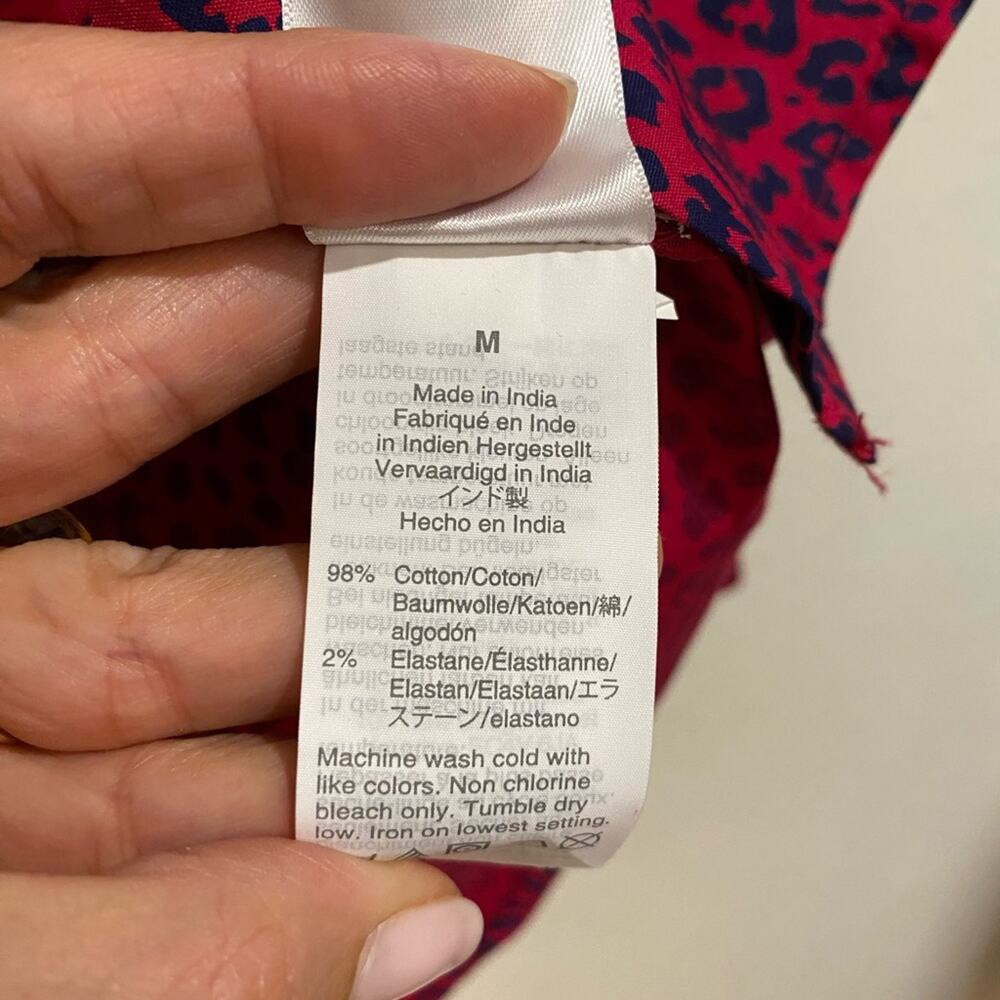 M
Made in India
Fabriqué en Inde
in Indien Hergestellt
Vervaardigd in India
インド製
Hecho en India
98% Cotton/Coton/
Baumwolle/Katoen/綿/
algodón
2% Elastane/Élasthanne/
Elastan/Elastaan/エラ
ステーン/elastano
Machine wash cold with
like colors. Non chlorine
bleach only. Tumble dry
low. Iron on lowest setting.